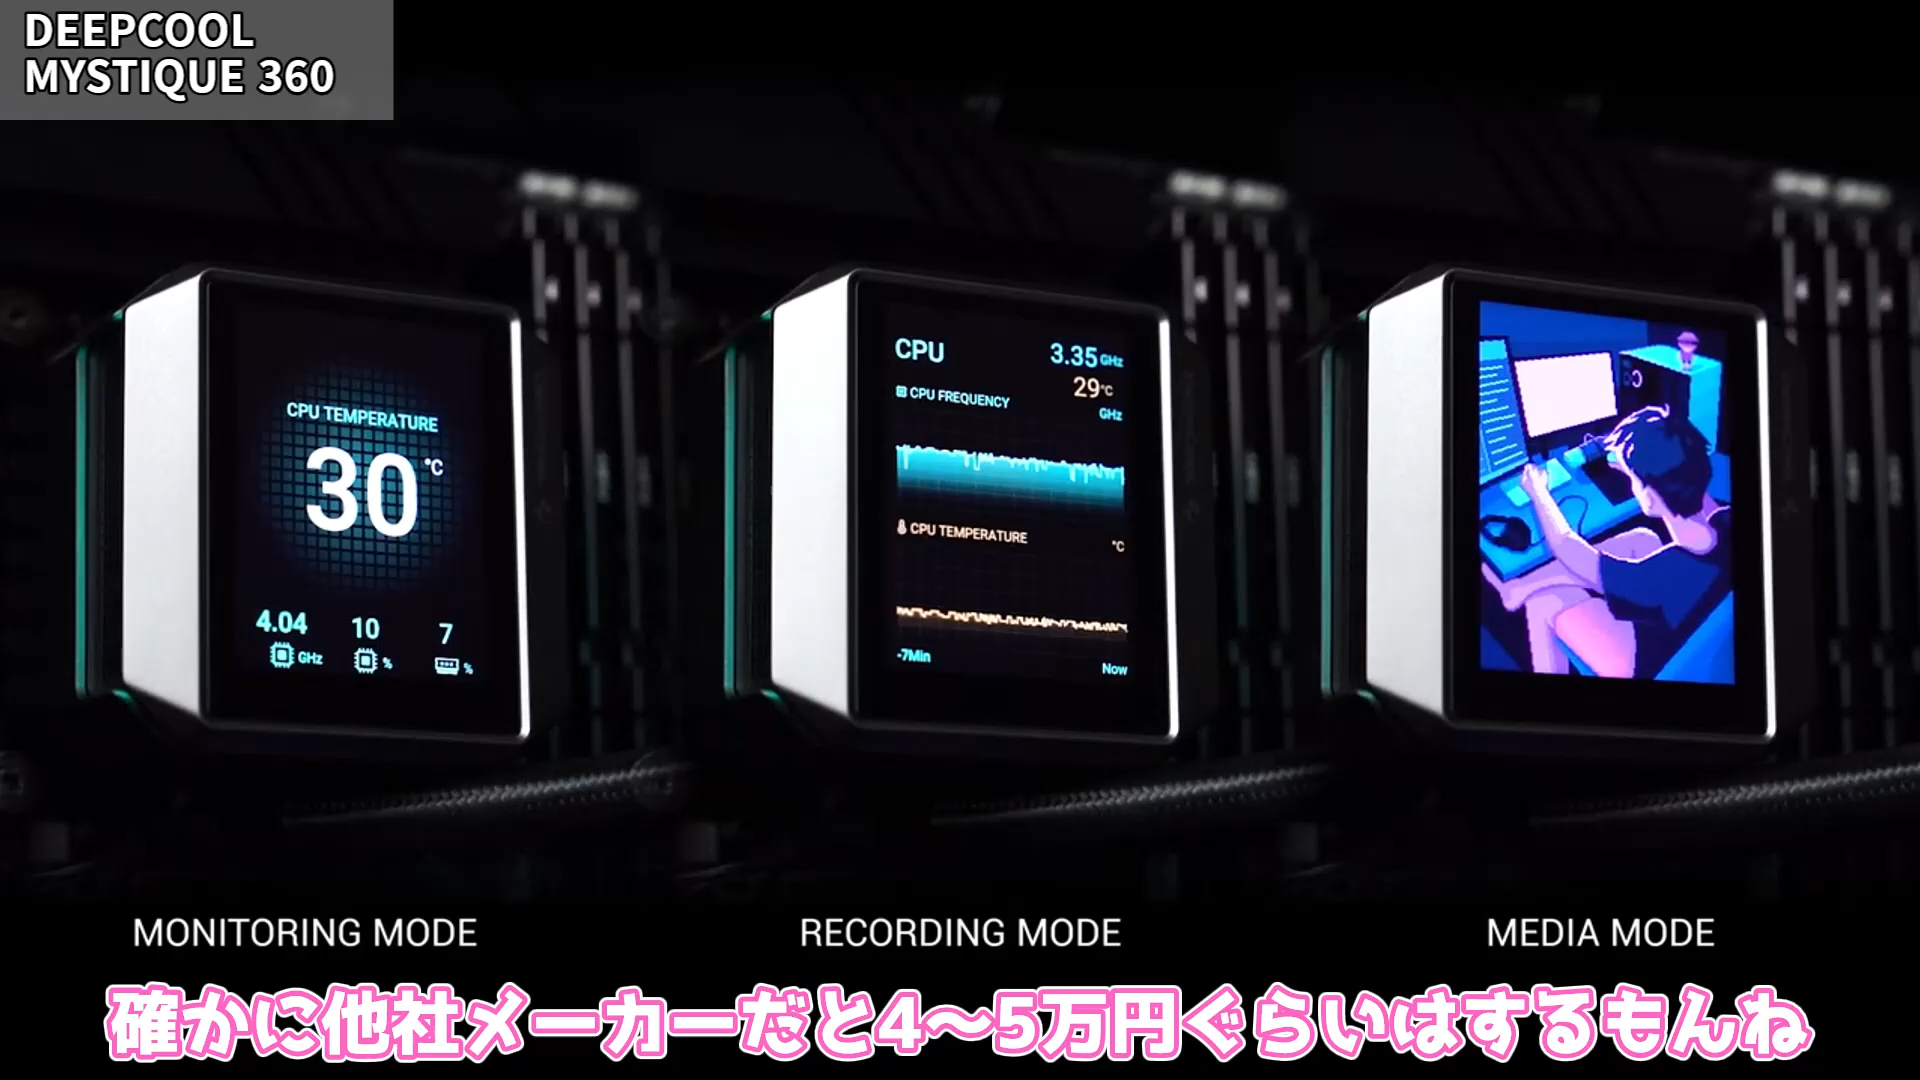 DEEPCOOL
MYSTIQUE 360
CPU TEMPERATURE
30 °C
4.04 GHz
10 %
7 %
CPU
3.35 GHz
29 °C
CPU FREQUENCY
GHz
CPU TEMPERATURE
°C
-7Min
Now
MONITORING MODE
RECORDING MODE
MEDIA MODE
確かに他社メーカーだと4～5万円ぐらいはするもんね